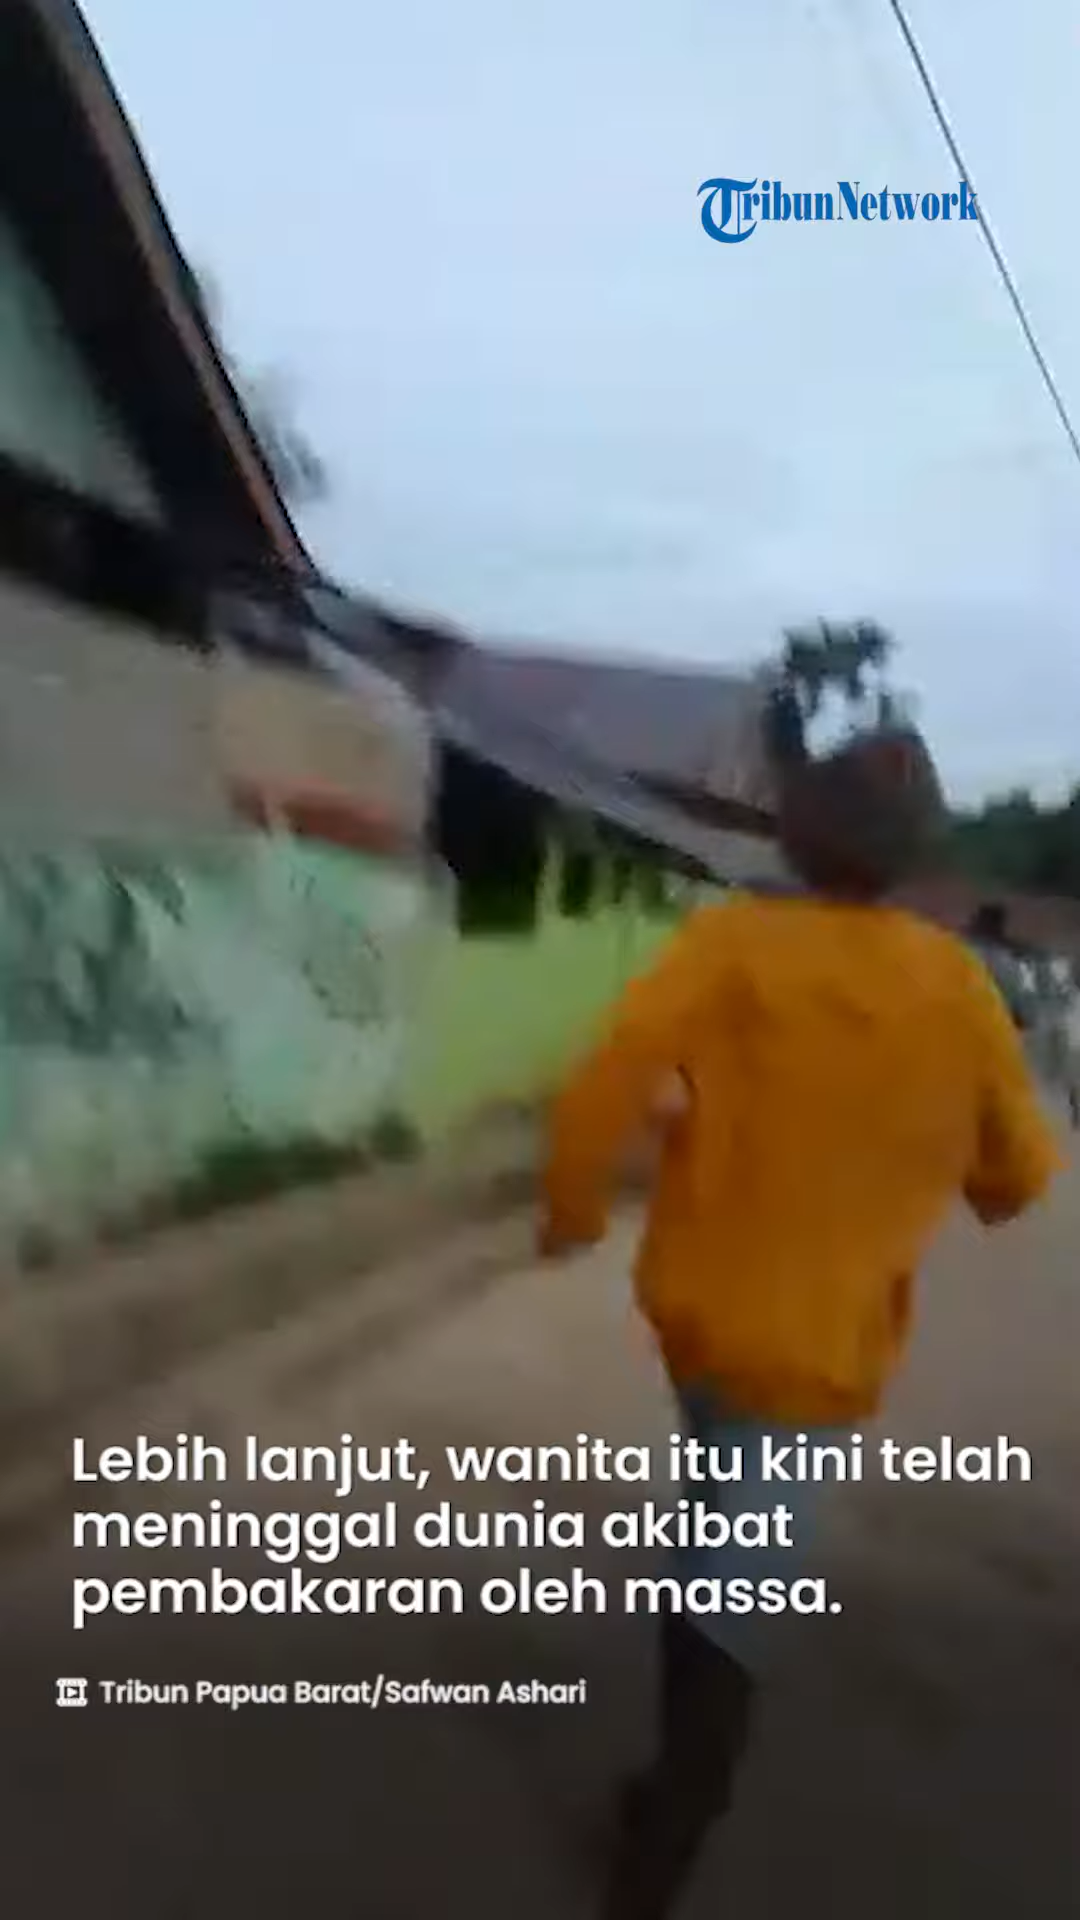 TribunNetwork
Lebih lanjut, wanita itu kini telah
meninggal dunia akibat
pembakaran oleh massa.
Tribun Papua Barat/Safwan Ashari